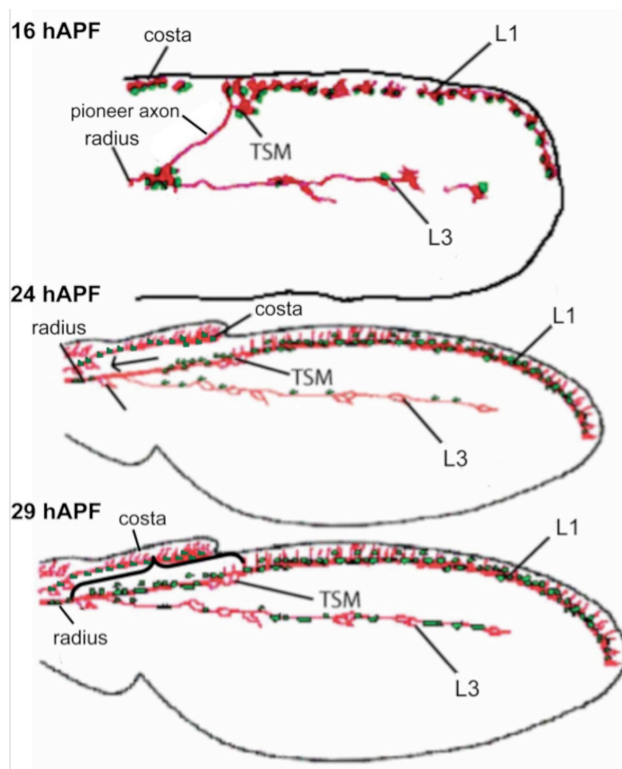 16 hAPF
costa
L1
pioneer axon
radius
TSM
L3
24 hAPF
costa
radius
L1
TSM
L3
29 hAPF
costa
L1
TSM
radius
L3